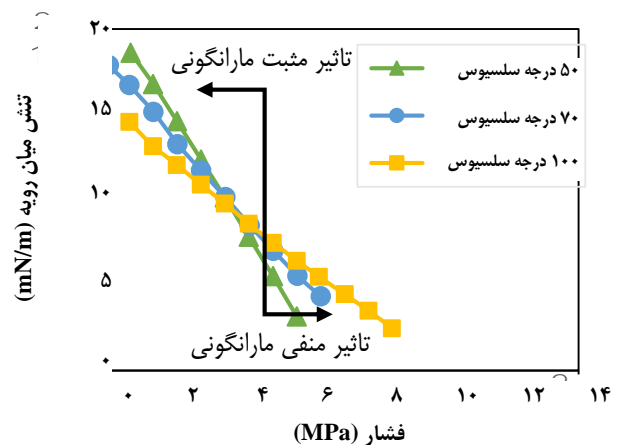 ۲۰
۱۵
۱۰
۵
۰
تنش میان رویه (mN/m)
تاثیر مثبت مارانگونی
تاثیر منفی مارانگونی
۵۰ درجه سلسیوس
۷۰ درجه سلسیوس
۱۰۰ درجه سلسیوس
۰ ۲ ۴ ۶ ۸ ۱۰ ۱۲ ۱۴
فشار (MPa)